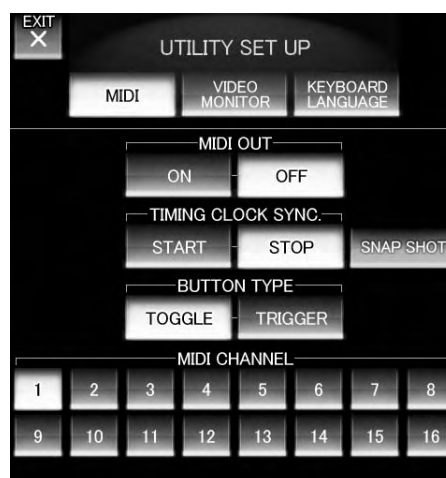 EXIT
×
UTILITY SET UP
MIDI
VIDEO MONITOR
KEYBOARD LANGUAGE
MIDI OUT
ON OFF
TIMING CLOCK SYNC.
START STOP SNAP SHOT
BUTTON TYPE
TOGGLE TRIGGER
MIDI CHANNEL
1 2 3 4 5 6 7 8
9 10 11 12 13 14 15 16